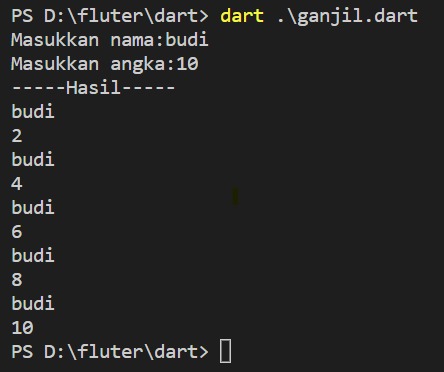 PS D:\fluter\dart> dart .\ganjil.dart
Masukkan nama:budi
Masukkan angka:10
-----Hasil-----
budi
2
budi
4
budi
6
budi
8
budi
10
PS D:\fluter\dart>